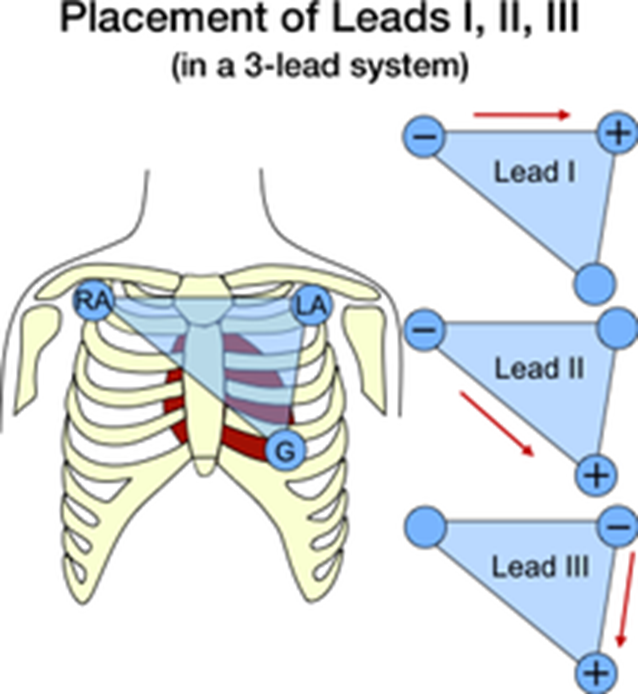 Placement of Leads I, II, III
(in a 3-lead system)
− +
Lead I
RA LA
G
−
Lead II
+
−
Lead III
+